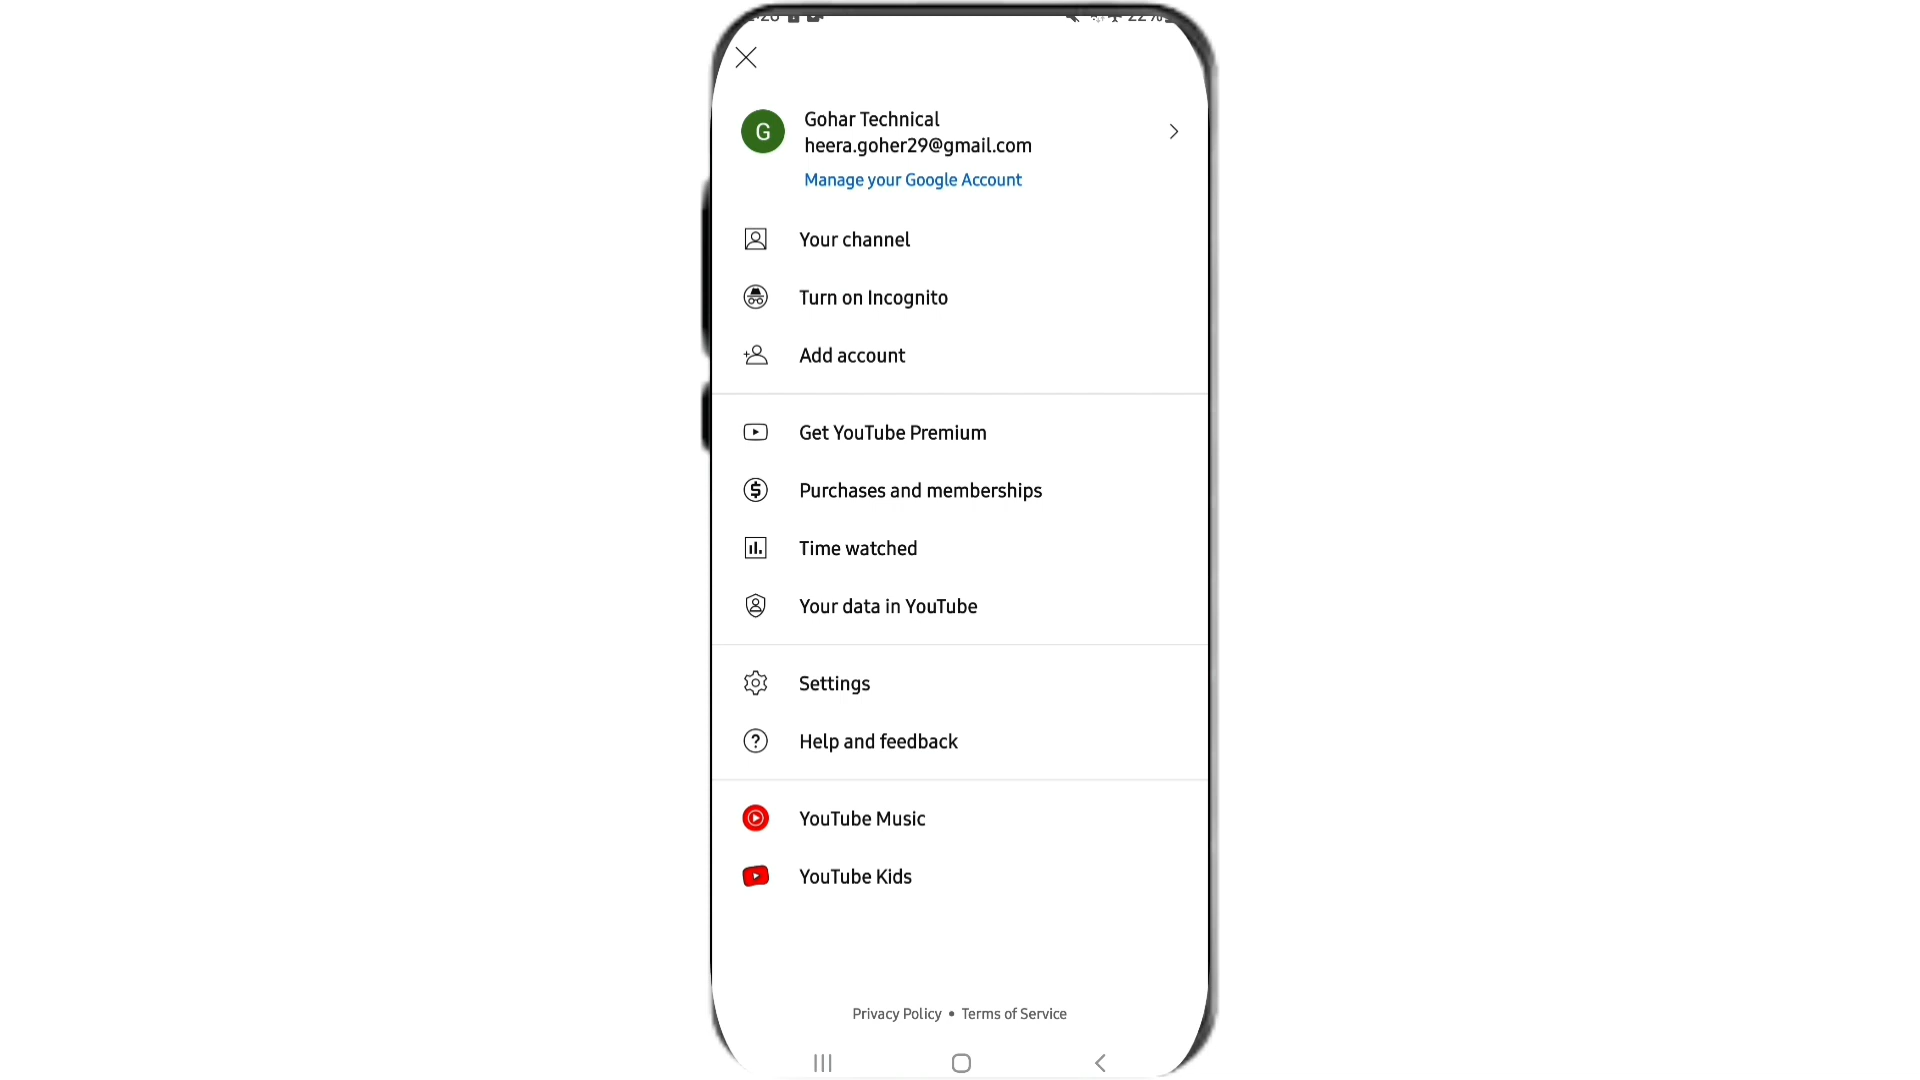 22%
G
Gohar Technical
heera.goher29@gmail.com
Manage your Google Account
Your channel
Turn on Incognito
Add account
Get YouTube Premium
Purchases and memberships
Time watched
Your data in YouTube
Settings
Help and feedback
YouTube Music
YouTube Kids
Privacy Policy • Terms of Service